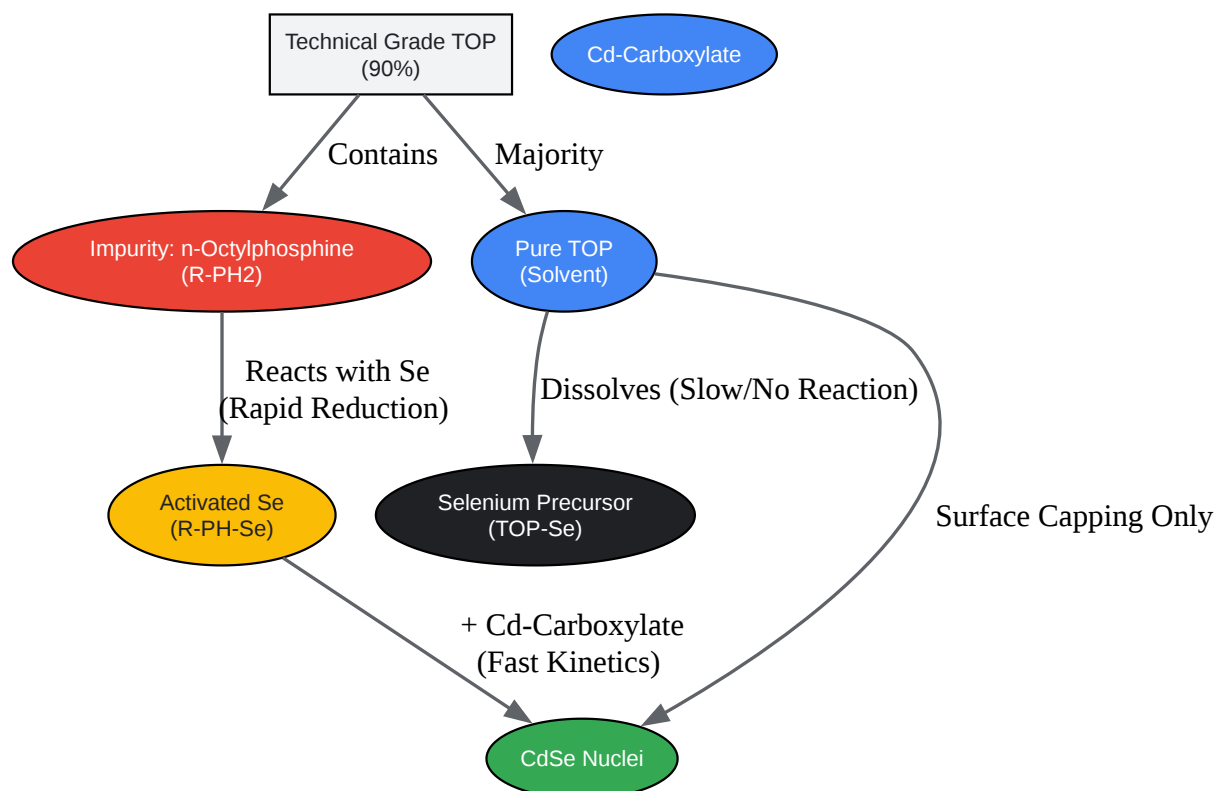 Technical Grade TOP
(90%)
Cd-Carboxylate
Contains
Majority
Impurity: n-Octylphosphine
(R-PH2)
Pure TOP
(Solvent)
Reacts with Se
(Rapid Reduction)
Dissolves (Slow/No Reaction)
Activated Se
(R-PH-Se)
Selenium Precursor
(TOP-Se)
Surface Capping Only
+ Cd-Carboxylate
(Fast Kinetics)
CdSe Nuclei